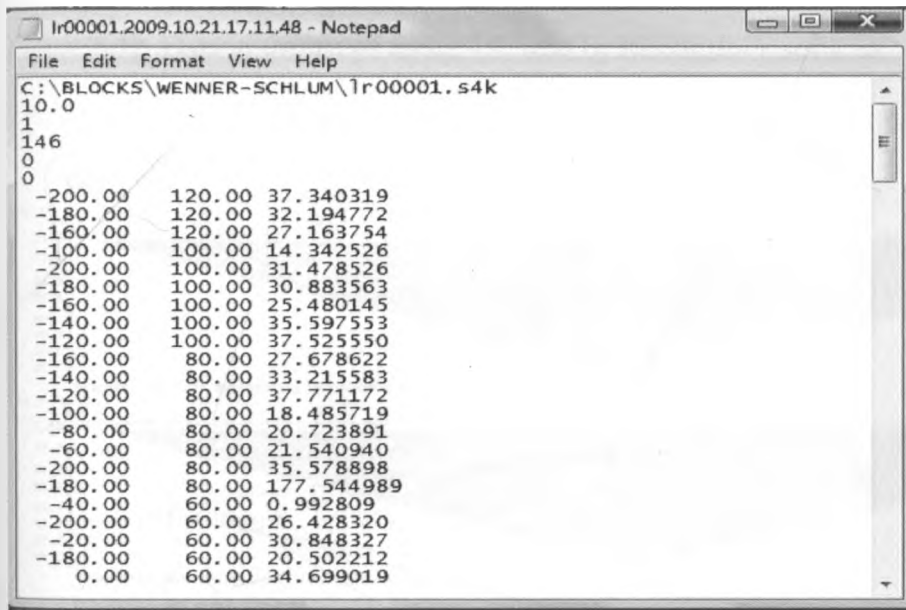 lr00001.2009.10.21.17.11.48 - Notepad
File Edit Format View Help
C:\BLOCKS\WENNER-SCHLUM\lr00001.s4k
10.0
1
146
0
0
-200.00 120.00 37.340319
-180.00 120.00 32.194772
-160.00 120.00 27.163754
-100.00 100.00 14.342526
-200.00 100.00 31.478526
-180.00 100.00 30.883563
-160.00 100.00 25.480145
-140.00 100.00 35.597553
-120.00 100.00 37.525550
-160.00 80.00 27.678622
-140.00 80.00 33.215583
-120.00 80.00 37.771172
-100.00 80.00 18.485719
-80.00 80.00 20.723891
-60.00 80.00 21.540940
-200.00 80.00 35.578898
-180.00 80.00 177.544989
-40.00 60.00 0.992809
-200.00 60.00 26.428320
-20.00 60.00 30.848327
-180.00 60.00 20.502212
0.00 60.00 34.699019